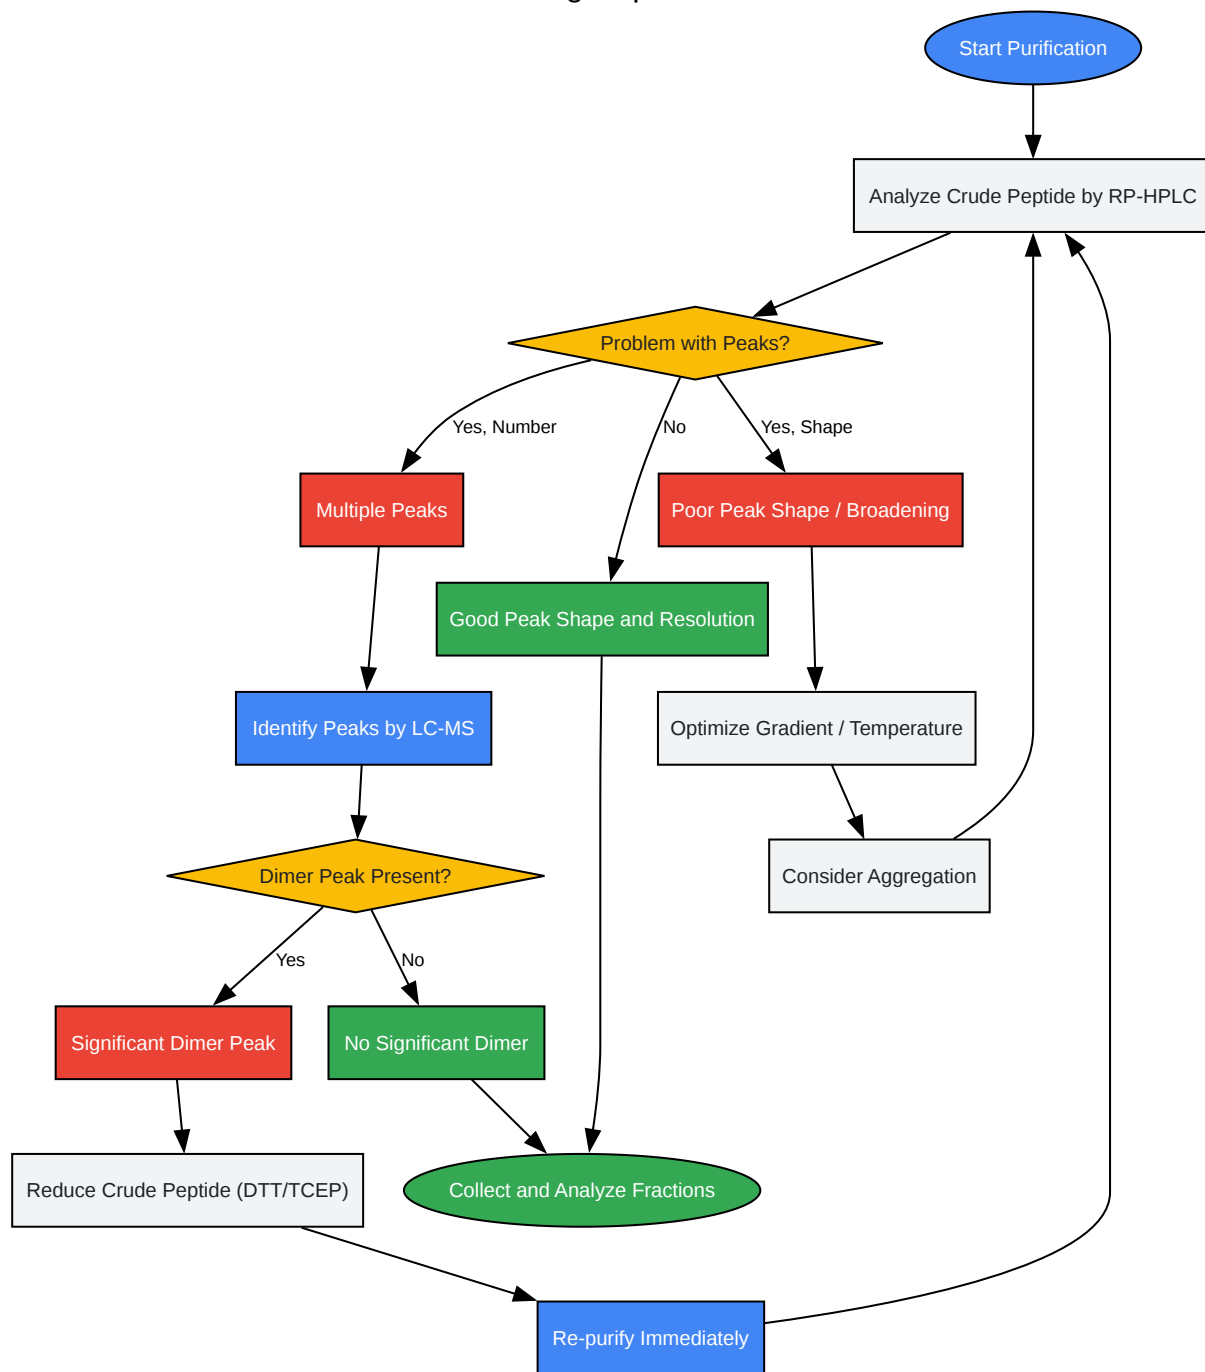 Start Purification
Analyze Crude Peptide by RP-HPLC
Problem with Peaks?
Yes, Number
No
Yes, Shape
Multiple Peaks
Poor Peak Shape / Broadening
Good Peak Shape and Resolution
Identify Peaks by LC-MS
Optimize Gradient / Temperature
Dimer Peak Present?
Consider Aggregation
Yes
No
Significant Dimer Peak
No Significant Dimer
Reduce Crude Peptide (DTT/TCEP)
Collect and Analyze Fractions
Re-purify Immediately